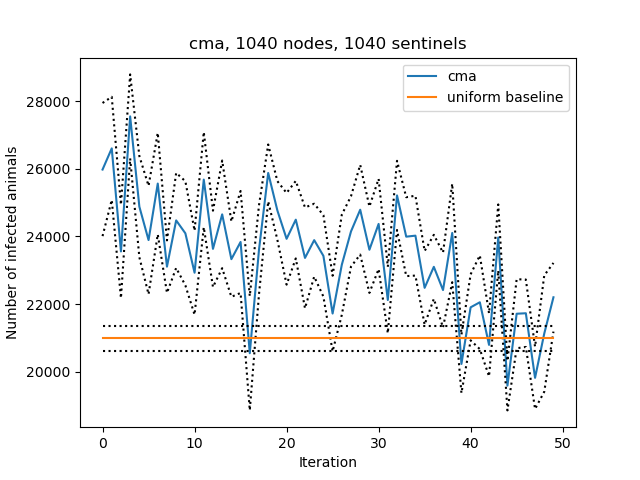 cma, 1040 nodes, 1040 sentinels
cma
uniform baseline
Number of infected animals
28000
26000
24000
22000
20000
0 10 20 30 40 50
Iteration